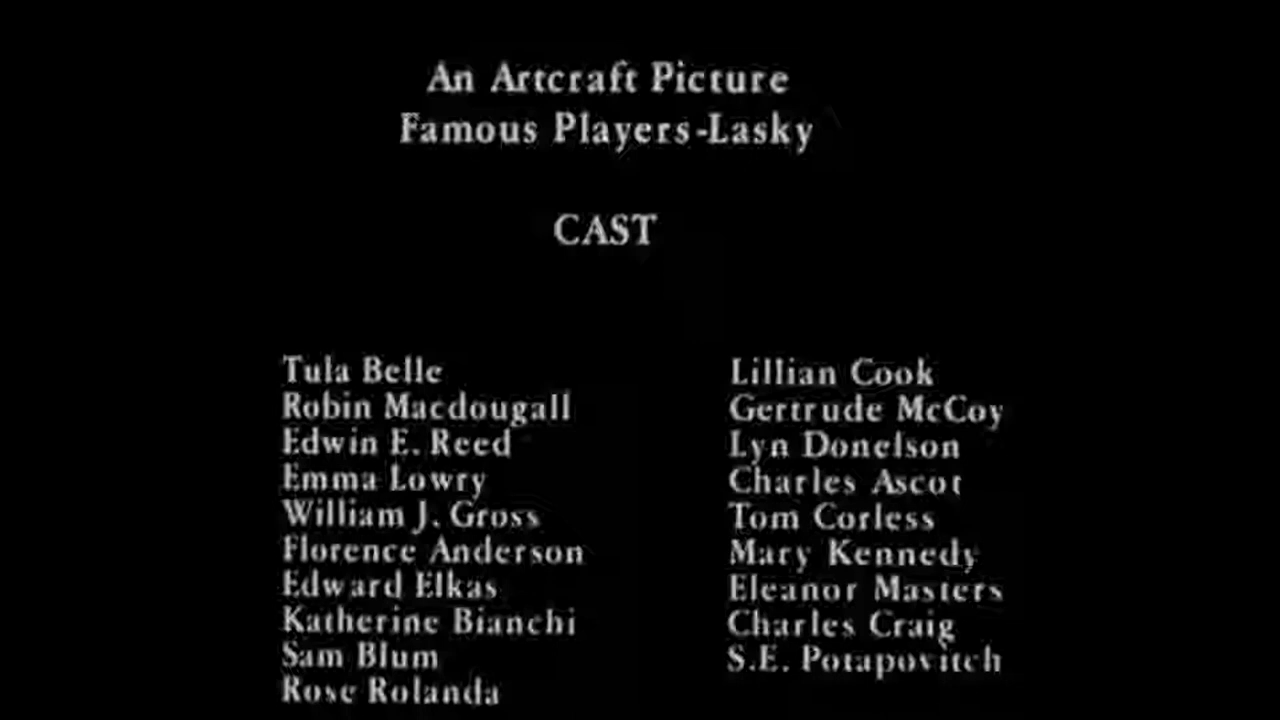 An Artcraft Picture
Famous Players-Lasky
CAST
Tula Belle
Robin Macdougall
Edwin E. Reed
Emma Lowry
William J. Gross
Florence Anderson
Edward Elkas
Katherine Bianchi
Sam Blum
Rose Rolanda
Lillian Cook
Gertrude McCoy
Lyn Donelson
Charles Ascot
Tom Corless
Mary Kennedy
Eleanor Masters
Charles Craig
S.E. Potapovitch